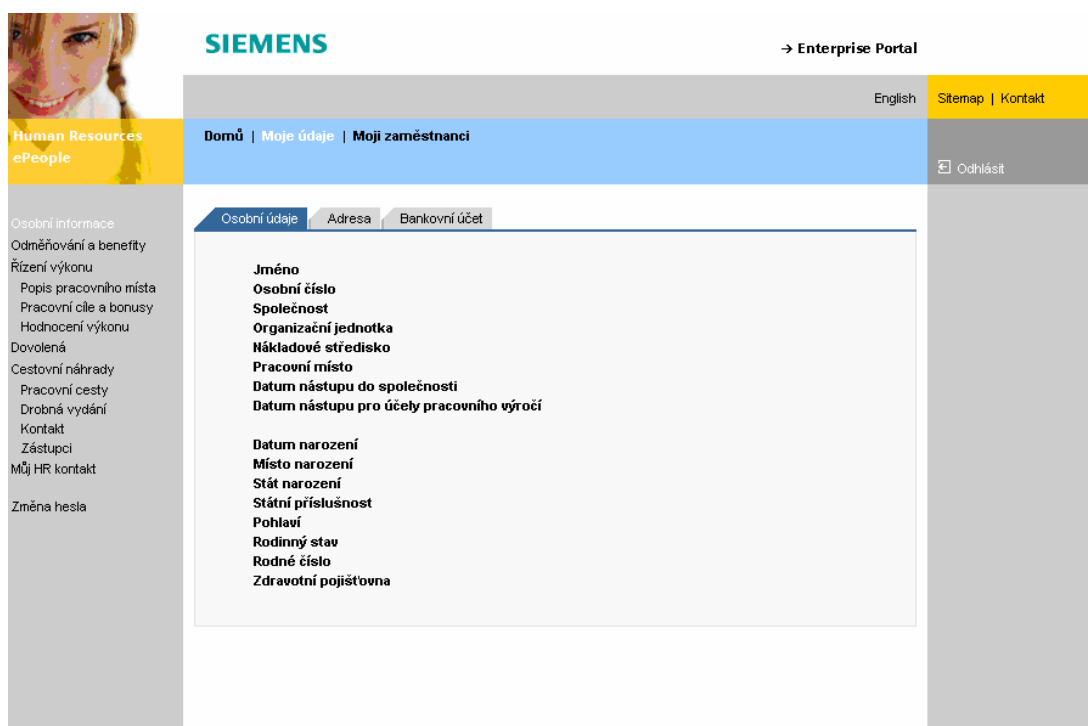 SIEMENS
→ Enterprise Portal
English
Sitemap | Kontakt
Human Resources
ePeople
Domů | Moje údaje | Moji zaměstnanci
Odhlásit
Osobní informace
Odměňování a benefity
Řízení výkonu
Popis pracovního místa
Pracovní cíle a bonusy
Hodnocení výkonu
Dovolená
Cestovní náhrady
Pracovní cesty
Drobná vydání
Kontakt
Zástupci
Můj HR kontakt
Změna hesla
Osobní údaje
Adresa
Bankovní účet
Jméno
Osobní číslo
Společnost
Organizační jednotka
Nákladové středisko
Pracovní místo
Datum nástupu do společnosti
Datum nástupu pro účely pracovního výročí
Datum narození
Místo narození
Stát narození
Státní příslušnost
Pohlaví
Rodinný stav
Rodné číslo
Zdravotní pojišťovna